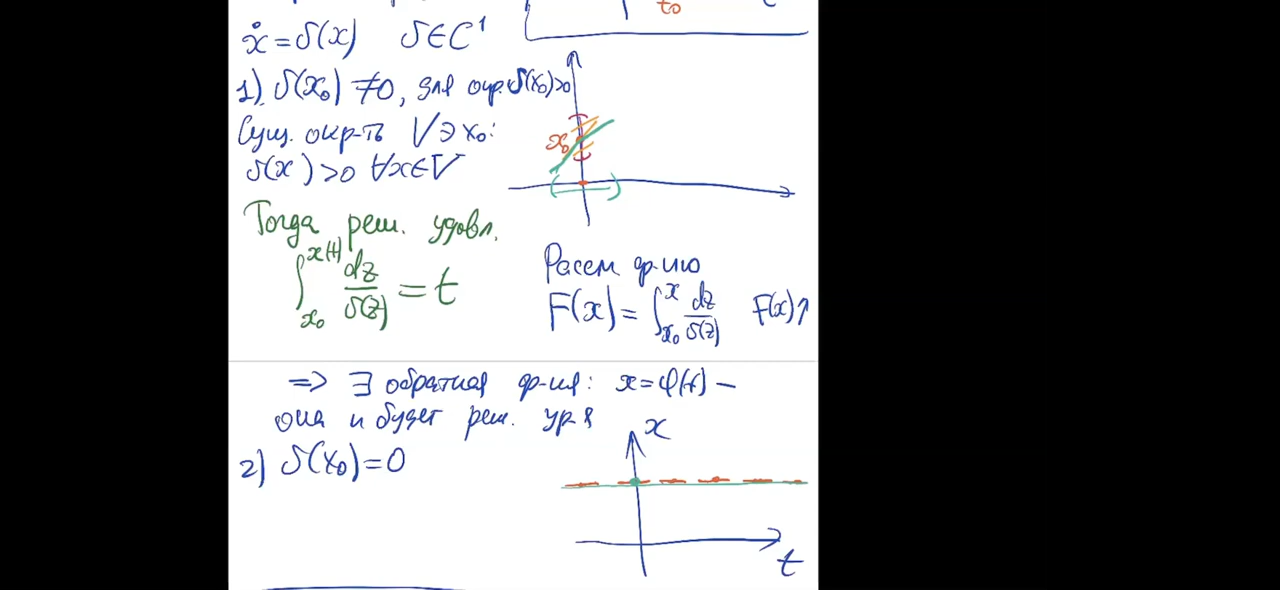 t₀
ẋ = υ(x) υ∈C¹
1). υ(x₀) ≠0, для опр. υ(x₀)>0
Сущ. окр-ть V∋x₀:
υ(x) >0 ∀x∈V
x₀
Тогда реш. удовл.
∫_{x₀}^{x(t)} dz/υ(z) = t
Рассм ф-ию
F(x) = ∫_{x₀}^{x} dz/υ(z) F(x)↑
=> ∃ обратная ф-ия: x=φ(t) –
она и будет реш. ур я
2) υ(x₀)=0
x
t